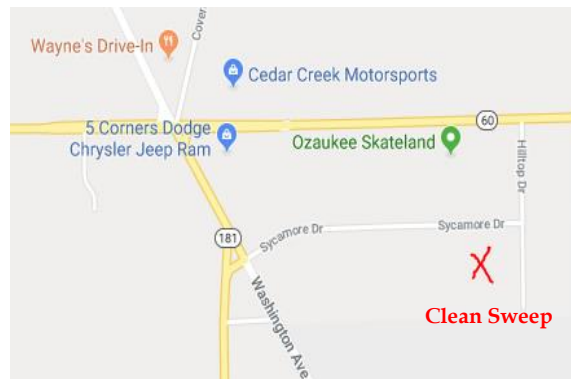 Cover
Wayne's Drive-In
Cedar Creek Motorsports
5 Corners Dodge
Chrysler Jeep Ram
60
Ozaukee Skateland
Hilltop Dr
181
Sycamore Dr
Sycamore Dr
X
Washington Ave
Clean Sweep